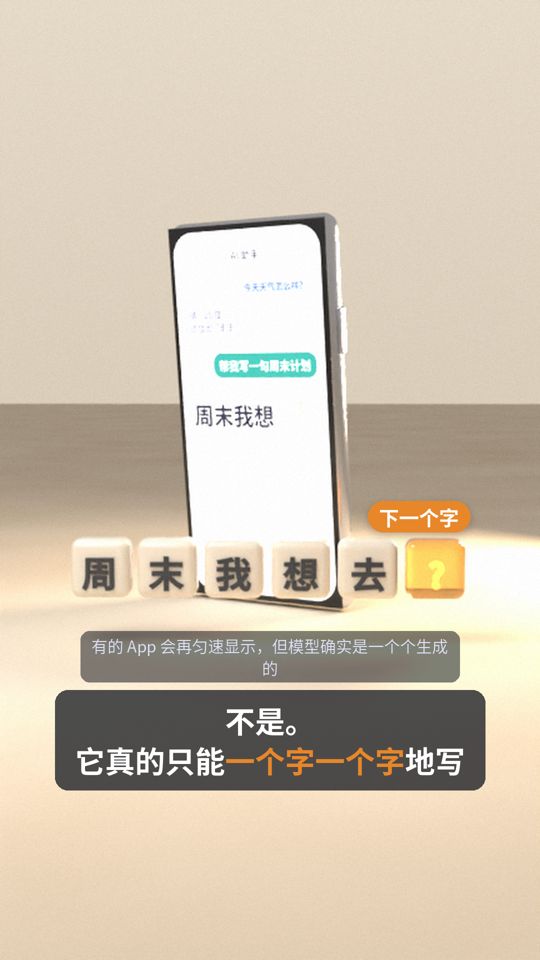 AI 助手
今天天气怎么样?
帮我写一句周末计划
周末我想
下一个字
周末我想去?
有的 App 会再匀速显示，但模型确实是一个个生成
的
不是。
它真的只能一个字一个字地写